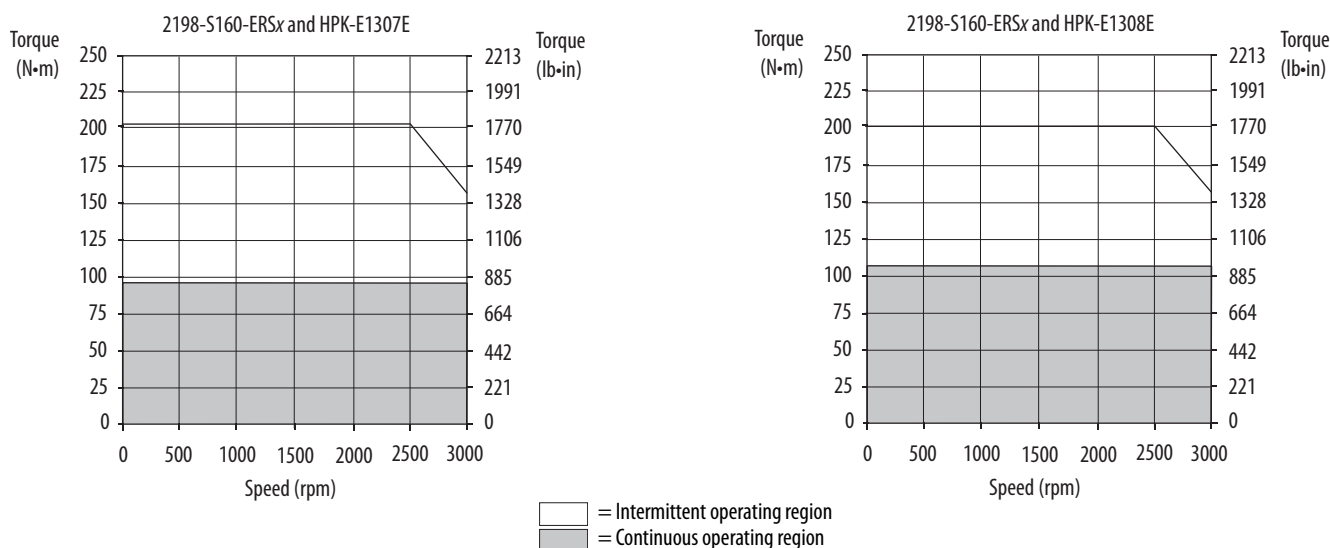 2198-S160-ERSx and HPK-E1307E
Torque
(N•m)
Torque
(lb•in)
250
225
200
175
150
125
100
75
50
25
0
2213
1991
1770
1549
1328
1106
885
664
442
221
0
0 500 1000 1500 2000 2500 3000
Speed (rpm)
2198-S160-ERSx and HPK-E1308E
Torque
(N•m)
Torque
(lb•in)
250
225
200
175
150
125
100
75
50
25
0
2213
1991
1770
1549
1328
1106
885
664
442
221
0
0 500 1000 1500 2000 2500 3000
Speed (rpm)
= Intermittent operating region
= Continuous operating region